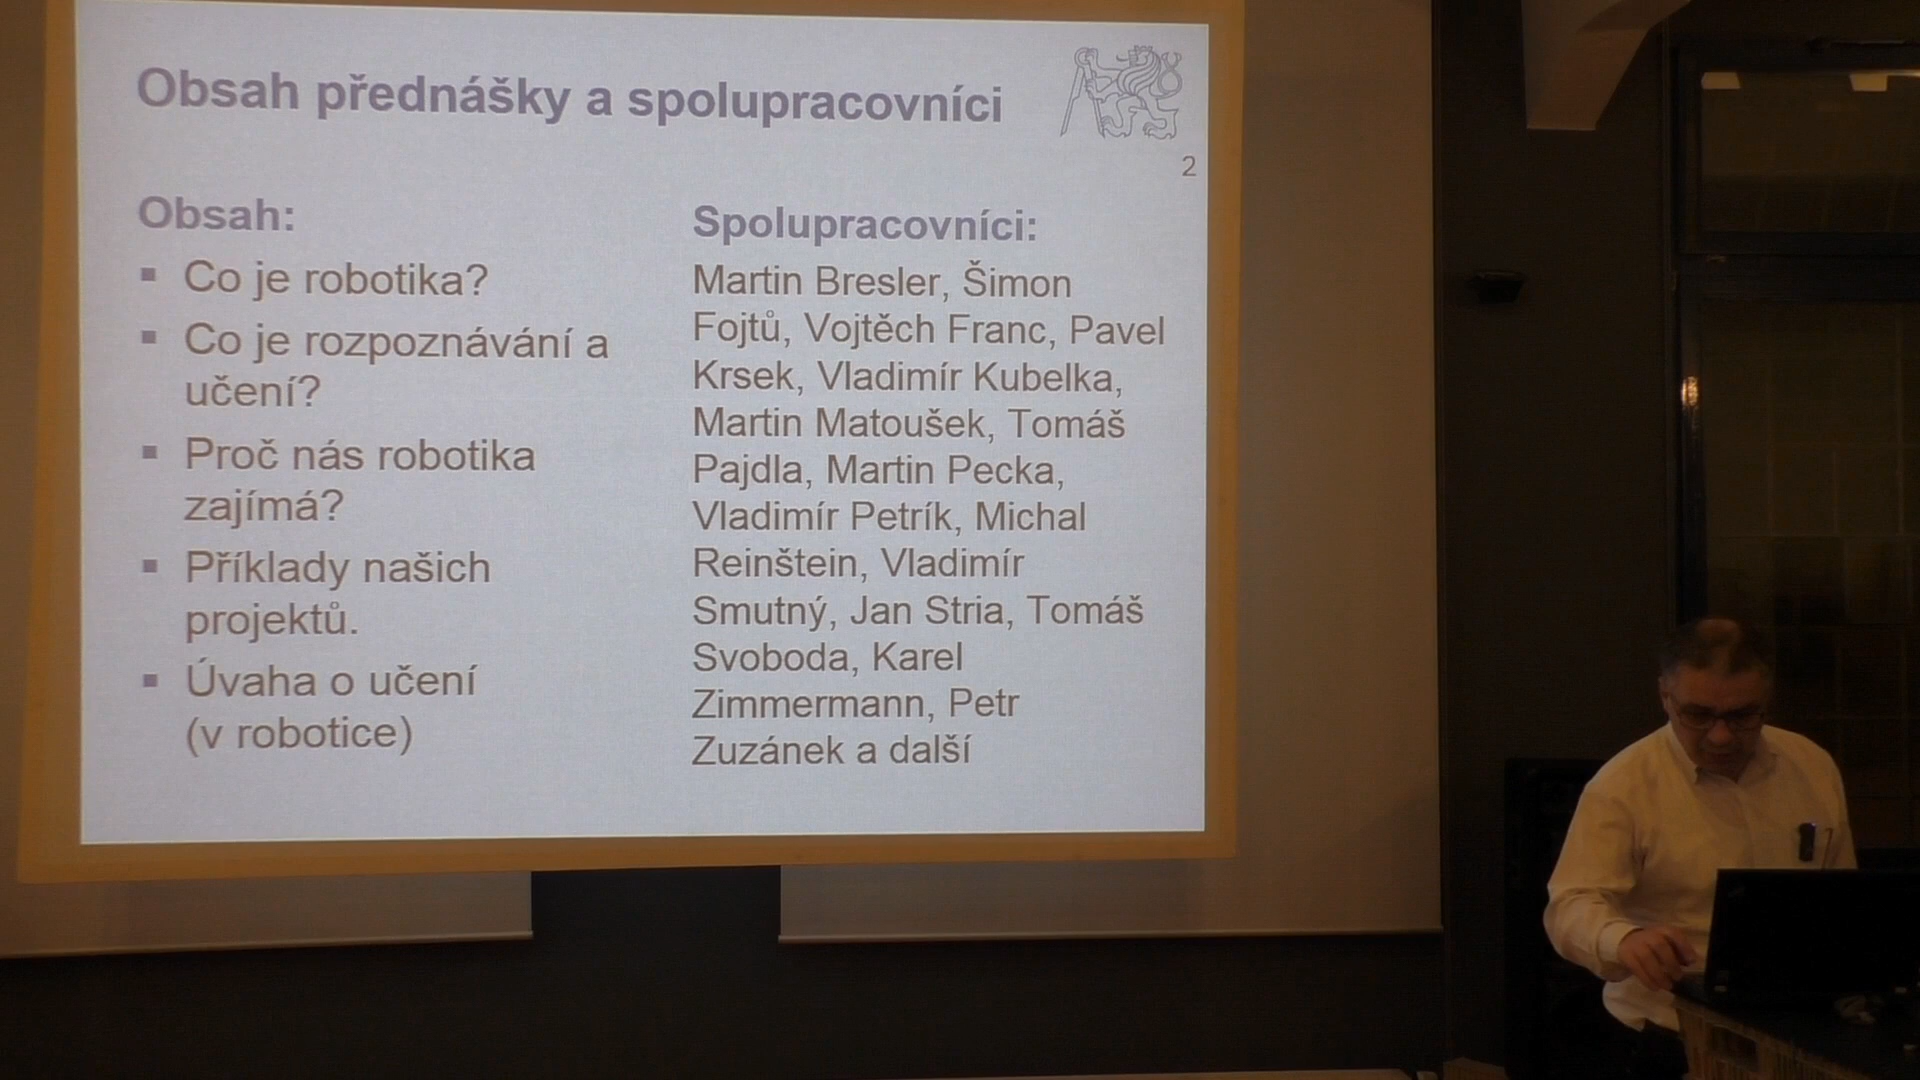 Obsah přednášky a spolupracovníci
2
Obsah:
▪ Co je robotika?
▪ Co je rozpoznávání a
učení?
▪ Proč nás robotika
zajímá?
▪ Příklady našich
projektů.
▪ Úvaha o učení
(v robotice)
Spolupracovníci:
Martin Bresler, Šimon
Fojtů, Vojtěch Franc, Pavel
Krsek, Vladimír Kubelka,
Martin Matoušek, Tomáš
Pajdla, Martin Pecka,
Vladimír Petrík, Michal
Reinštein, Vladimír
Smutný, Jan Stria, Tomáš
Svoboda, Karel
Zimmermann, Petr
Zuzánek a další